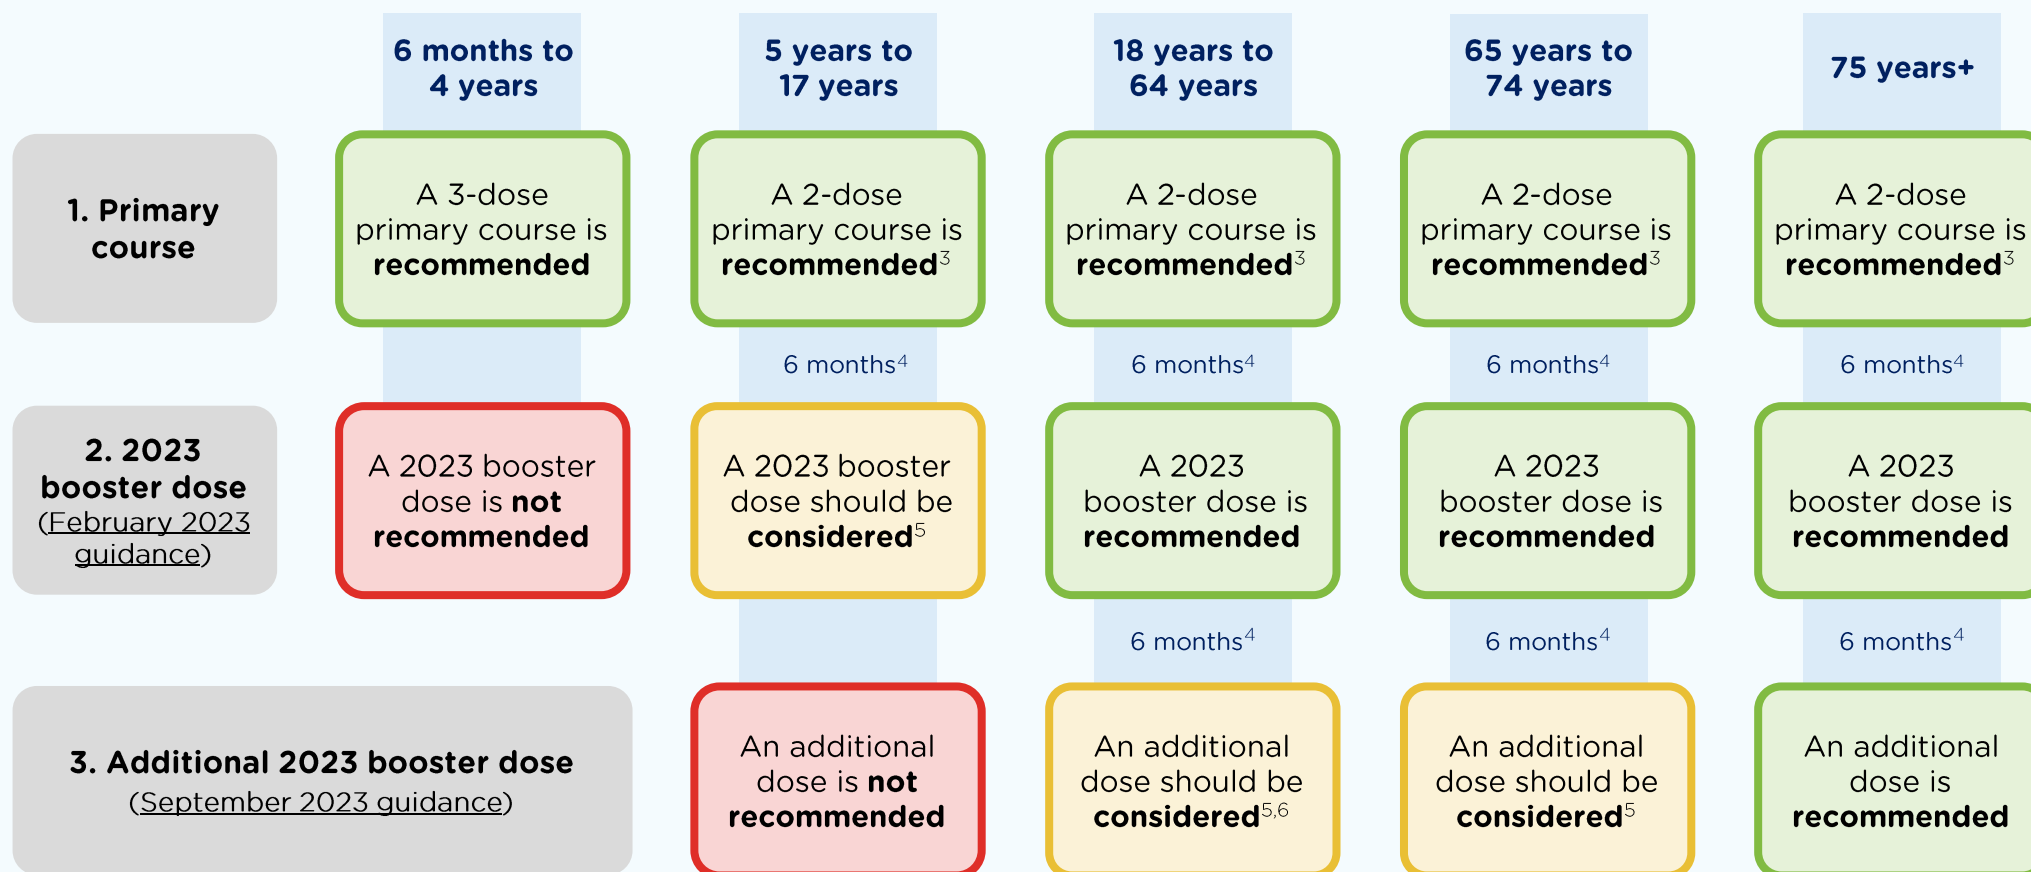 6 months to
4 years
5 years to
17 years
18 years to
64 years
65 years to
74 years
75 years+
1. Primary
course
A 3-dose
primary course is
recommended
A 2-dose
primary course is
recommended³
A 2-dose
primary course is
recommended³
A 2-dose
primary course is
recommended³
A 2-dose
primary course is
recommended³
6 months⁴
6 months⁴
6 months⁴
6 months⁴
2. 2023
booster dose
(February 2023
guidance)
A 2023 booster
dose is not
recommended
A 2023 booster
dose should be
considered⁵
A 2023
booster dose is
recommended
A 2023
booster dose is
recommended
A 2023
booster dose is
recommended
6 months⁴
6 months⁴
6 months⁴
3. Additional 2023 booster dose
(September 2023 guidance)
An additional
dose is not
recommended
An additional
dose should be
considered⁵,⁶
An additional
dose should be
considered⁵
An additional
dose is
recommended